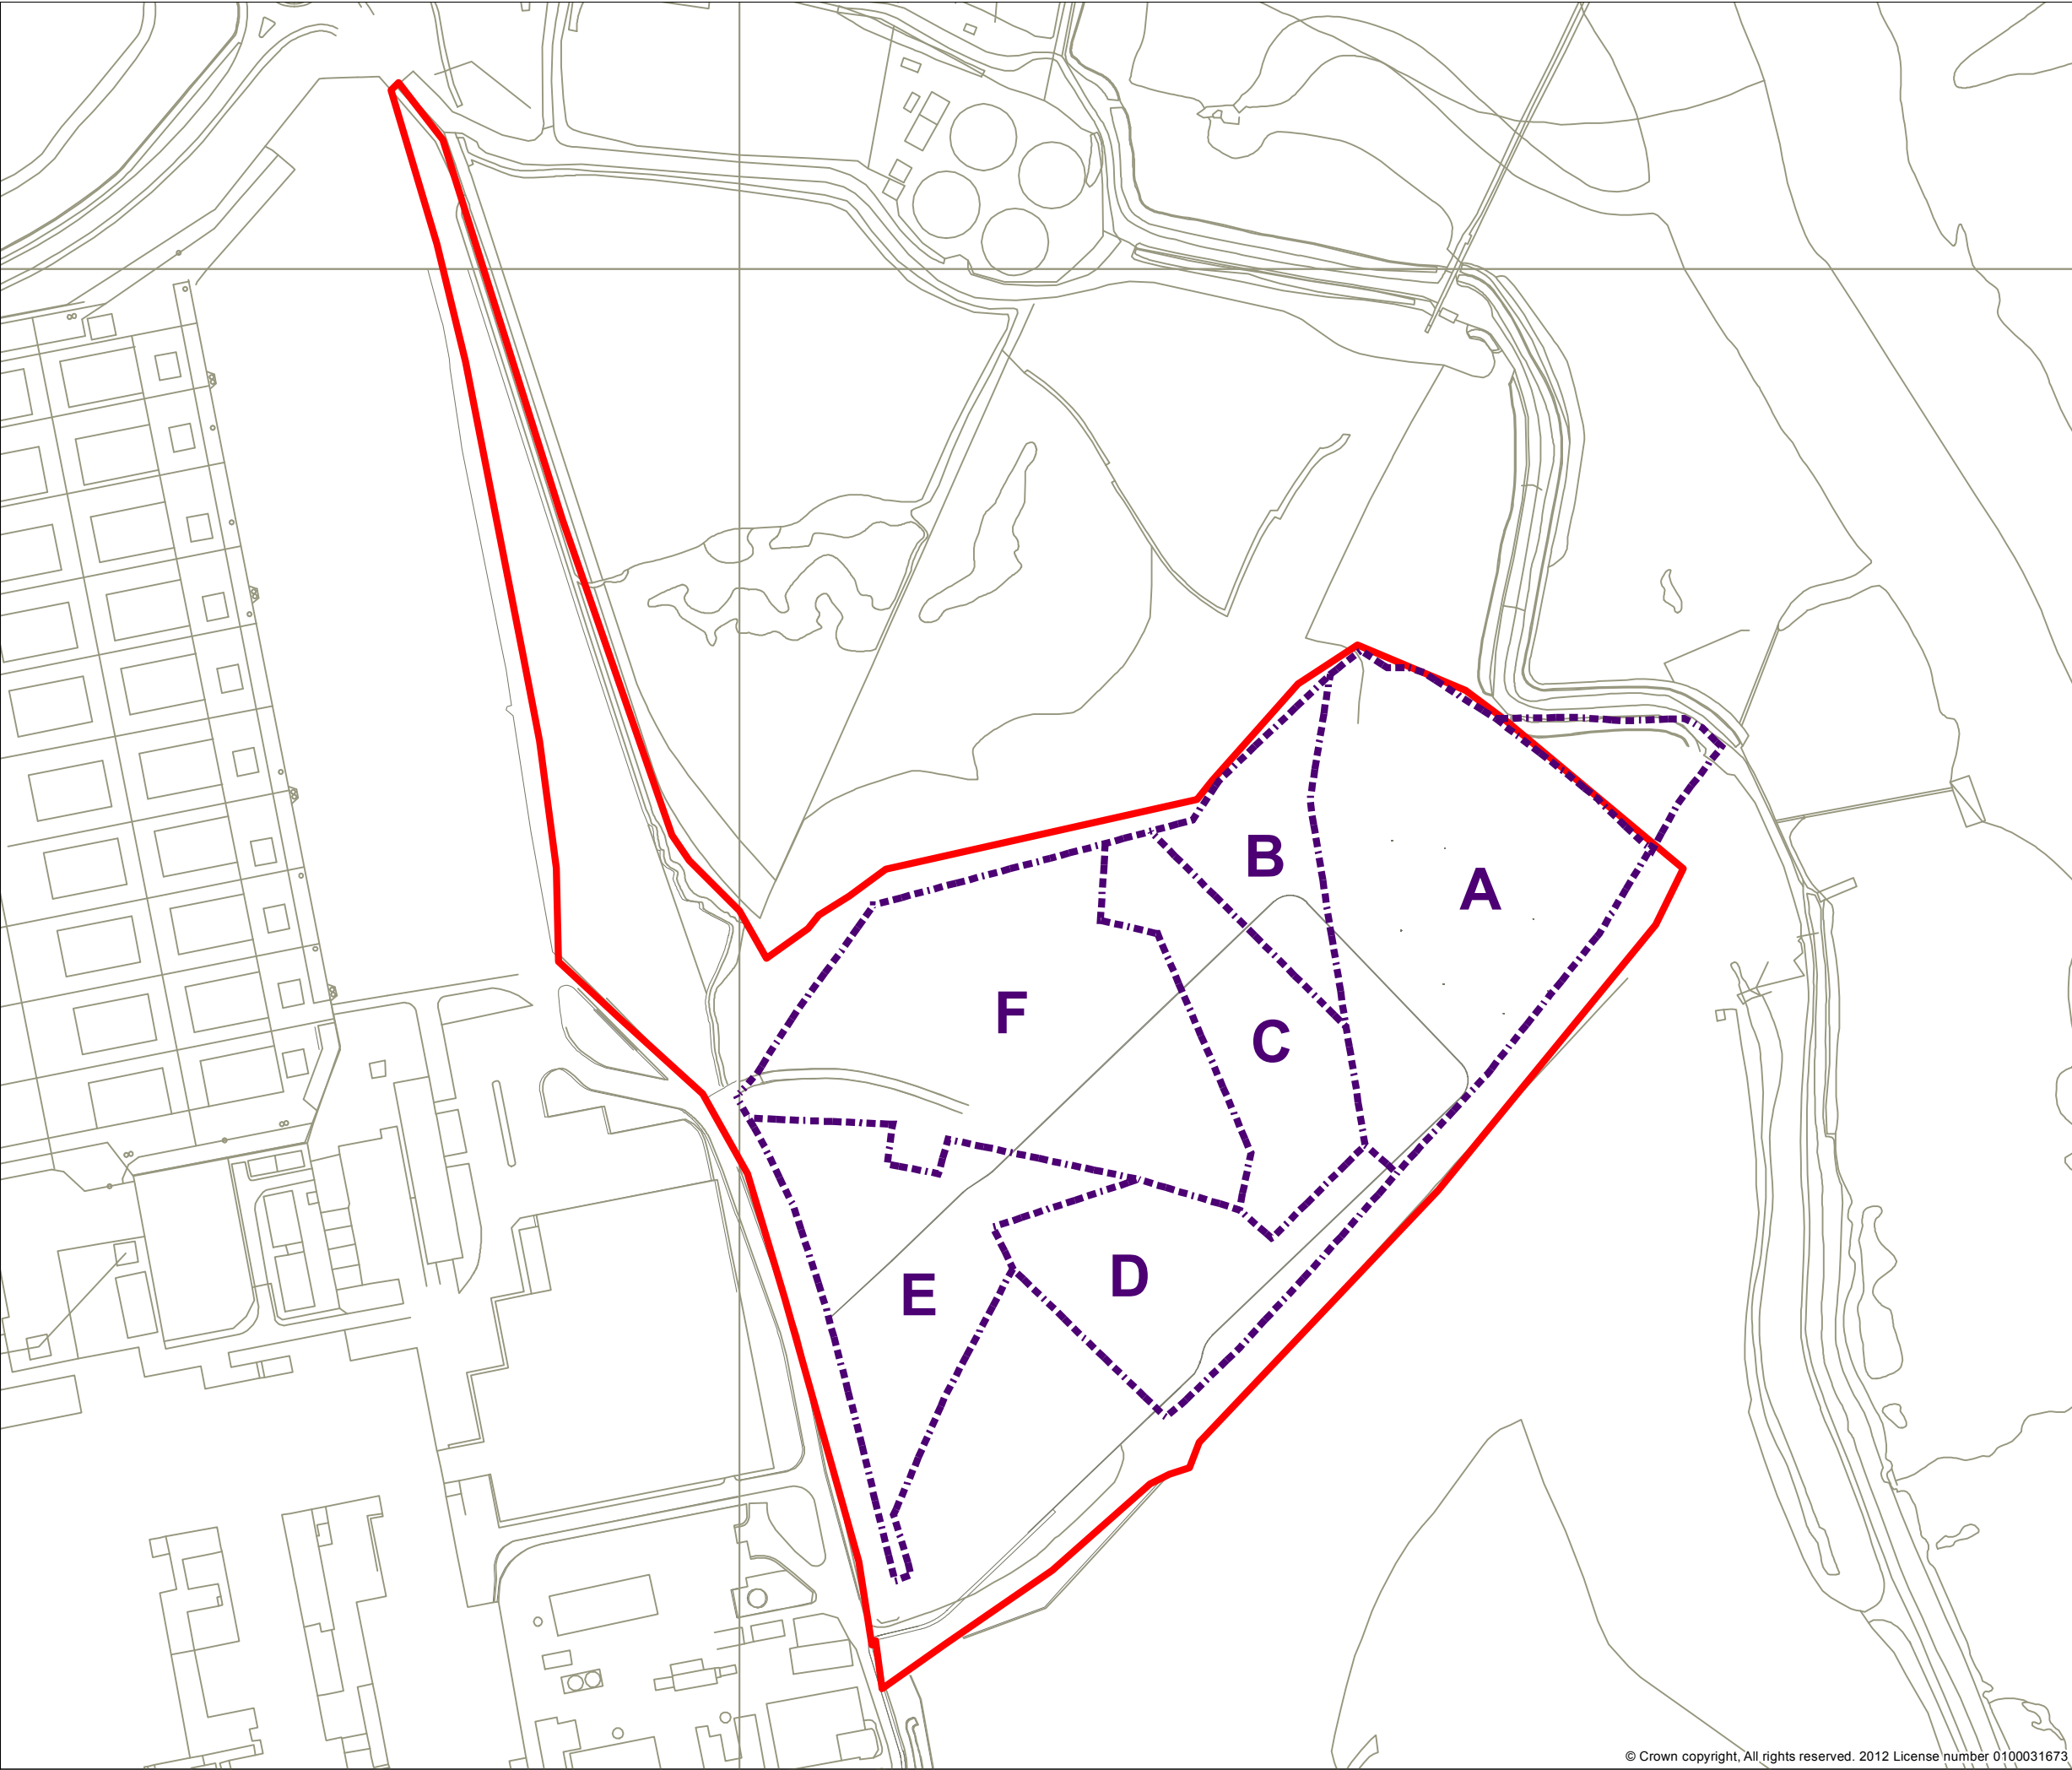 B
A
F
C
D
E
© Crown copyright, All rights reserved. 2012 License number 0100031673